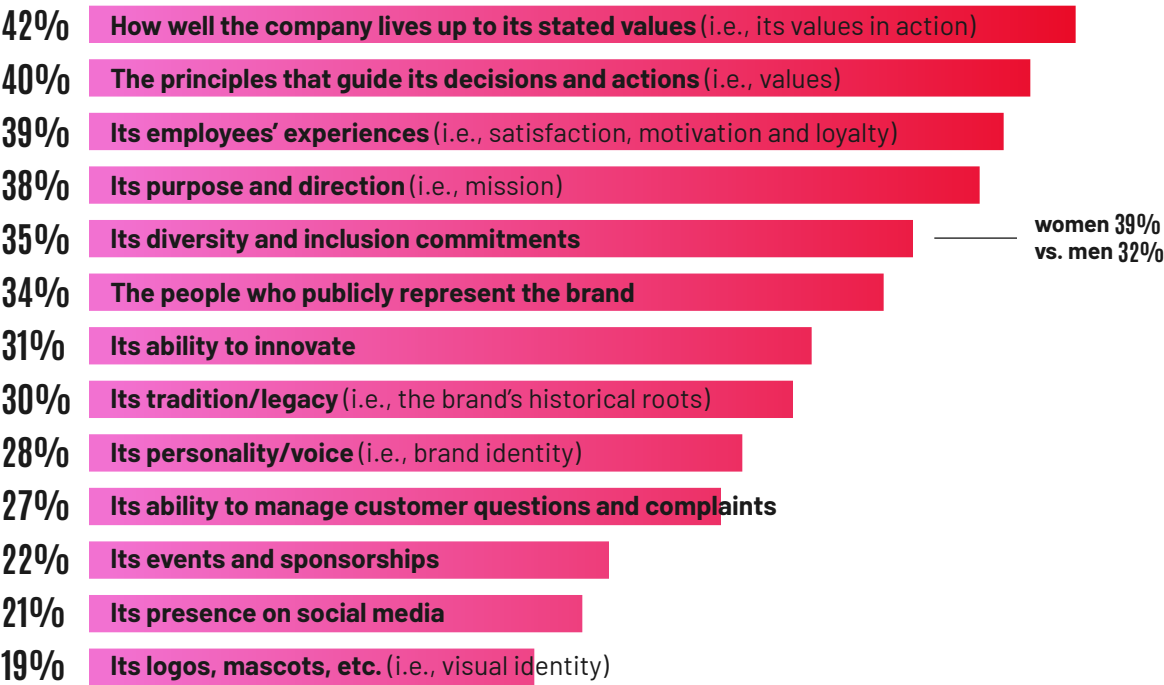 42% How well the company lives up to its stated values (i.e., its values in action)
40% The principles that guide its decisions and actions (i.e., values)
39% Its employees’ experiences (i.e., satisfaction, motivation and loyalty)
38% Its purpose and direction (i.e., mission)
35% Its diversity and inclusion commitments
women 39%
vs. men 32%
34% The people who publicly represent the brand
31% Its ability to innovate
30% Its tradition/legacy (i.e., the brand’s historical roots)
28% Its personality/voice (i.e., brand identity)
27% Its ability to manage customer questions and complaints
22% Its events and sponsorships
21% Its presence on social media
19% Its logos, mascots, etc. (i.e., visual identity)